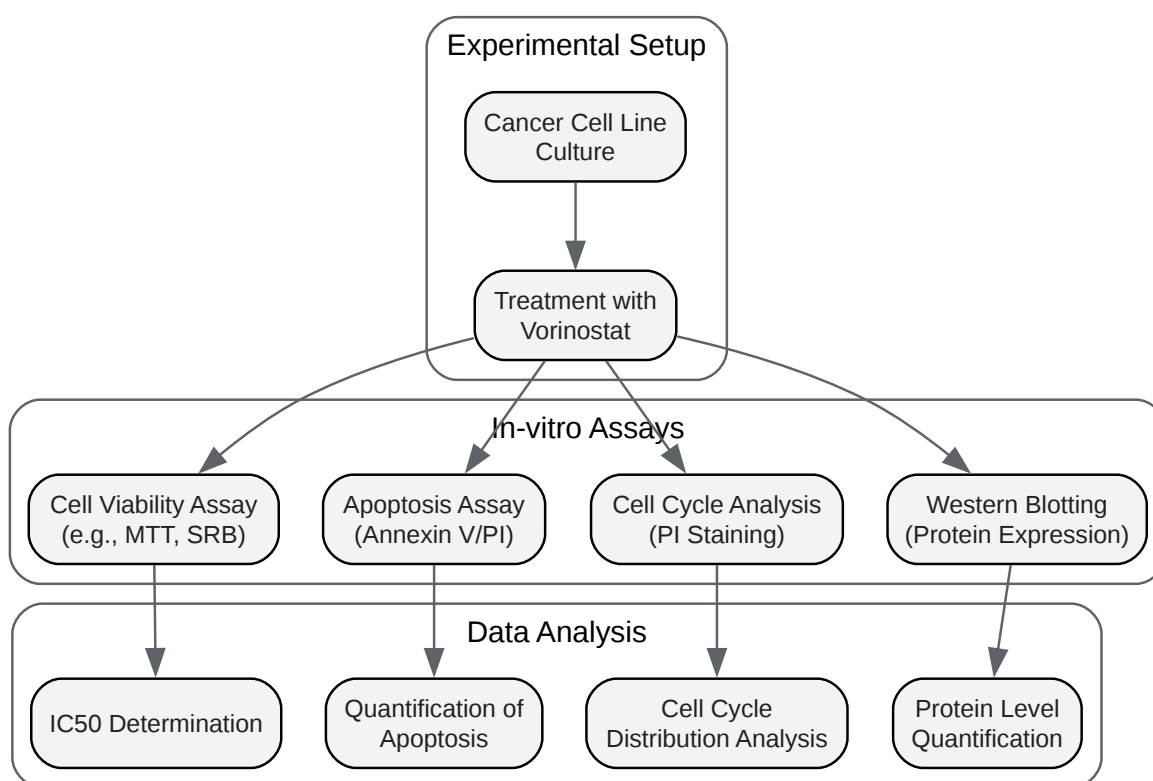 Experimental Setup
Cancer Cell Line
Culture
Treatment with
Vorinostat
In-vitro Assays
Cell Viability Assay
(e.g., MTT, SRB)
Apoptosis Assay
(Annexin V/PI)
Cell Cycle Analysis
(PI Staining)
Western Blotting
(Protein Expression)
Data Analysis
IC50 Determination
Quantification of
Apoptosis
Cell Cycle
Distribution Analysis
Protein Level
Quantification